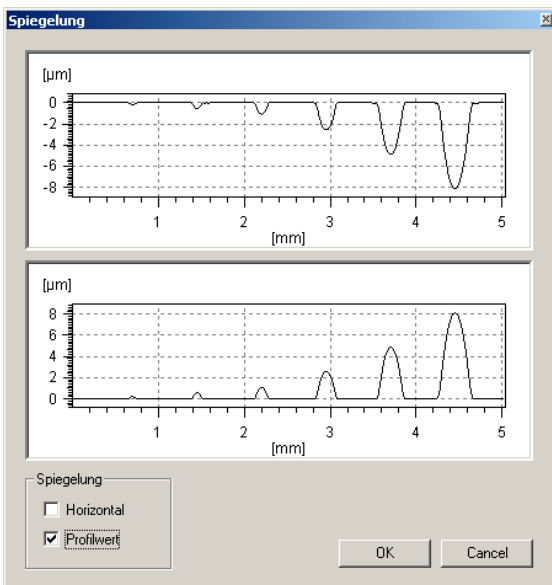 Spiegelung
[µm]
0
-2
-4
-6
-8
1 2 3 4 5
[mm]
[µm]
8
6
4
2
0
1 2 3 4 5
[mm]
Spiegelung
Horizontal
Profilwert
OK Cancel